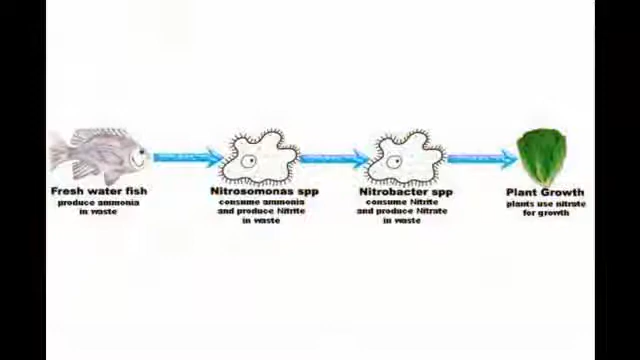 Fresh water fish
produce ammonia
in waste
Nitrosomonas spp
consume ammonia
and produce Nitrite
in waste
Nitrobacter spp
consume Nitrite
and produce Nitrate
in waste
Plant Growth
plants use nitrate
for growth